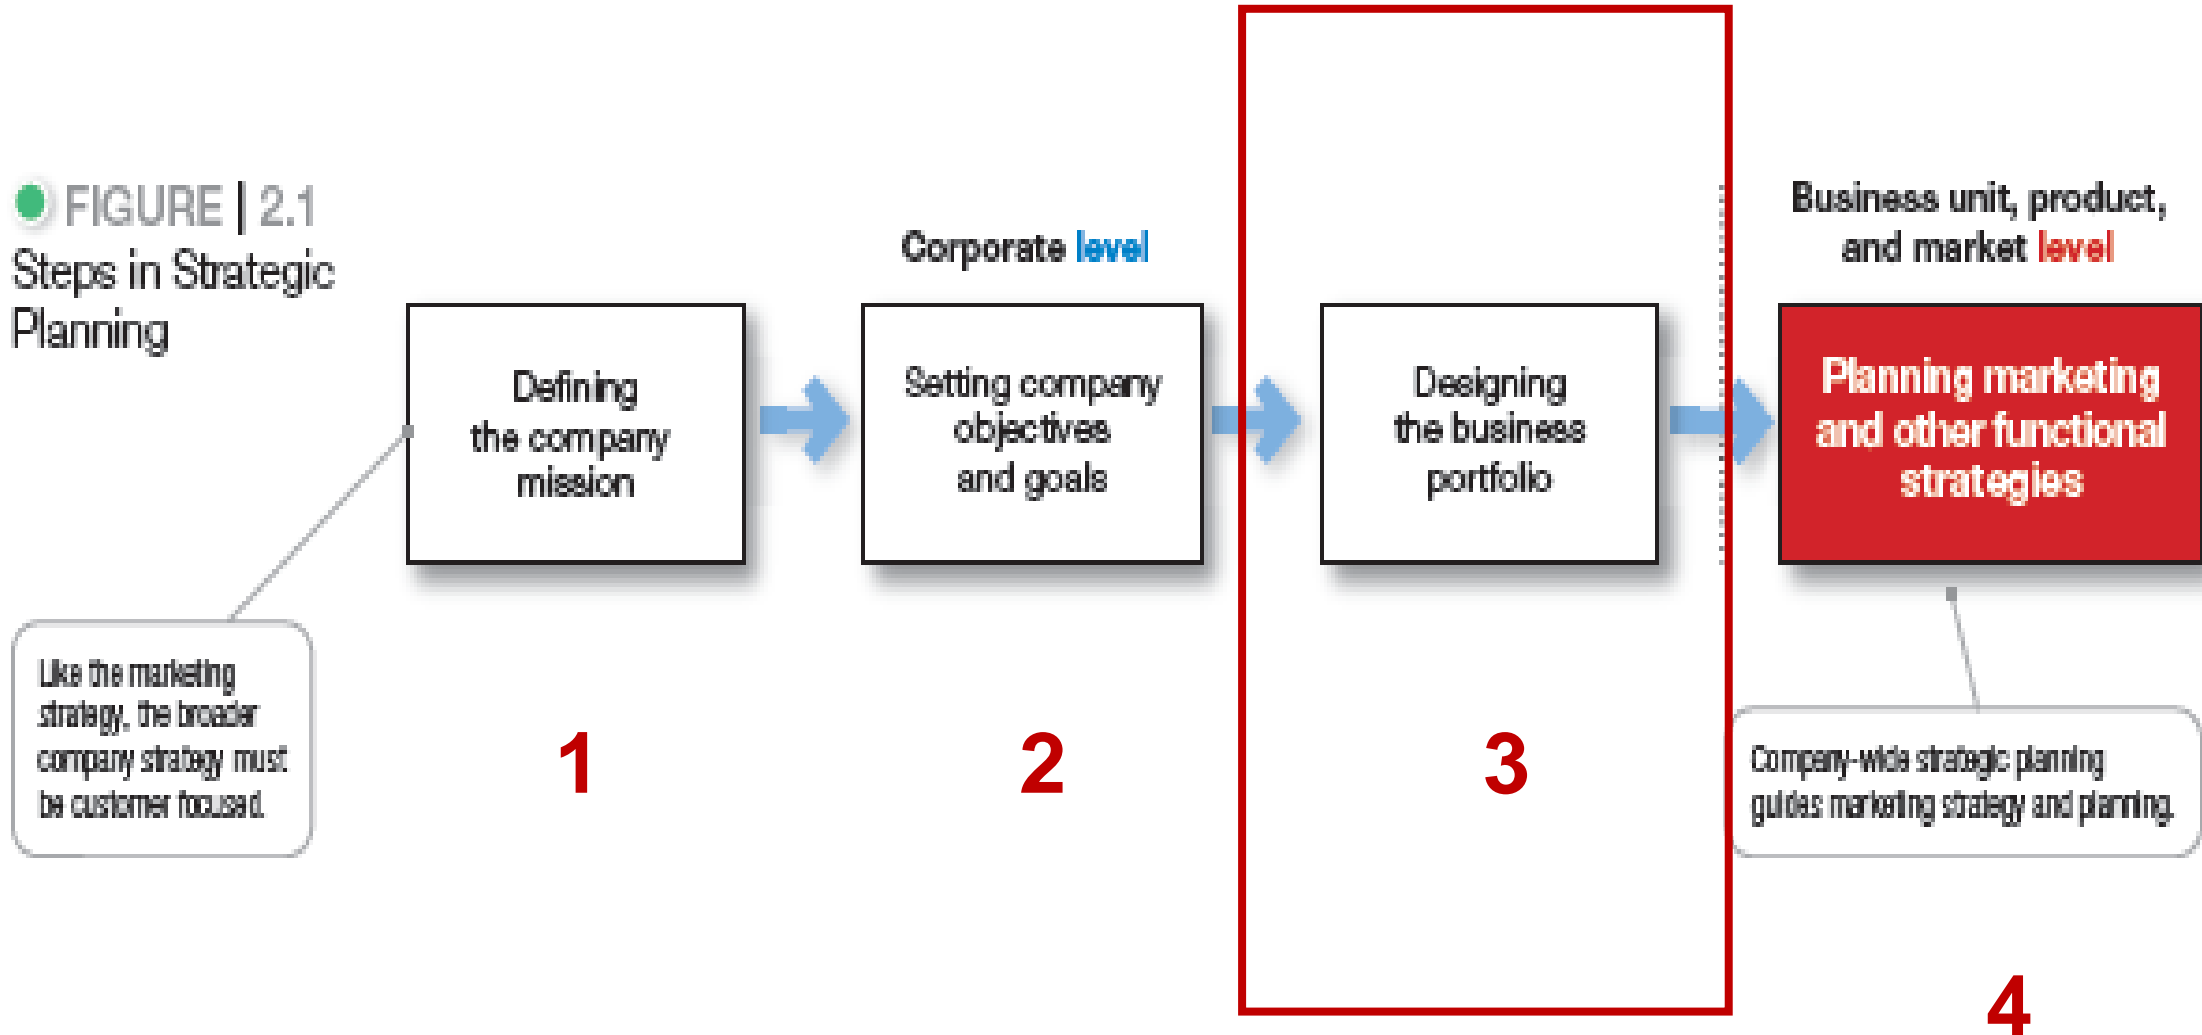 FIGURE | 2.1
Steps in Strategic
Planning
Corporate level
Business unit, product,
and market level
Defining
the company
mission
Setting company
objectives
and goals
Designing
the business
portfolio
Planning marketing
and other functional
strategies
Like the marketing
strategy, the broader
company strategy must
be customer focused.
1
2
3
Company-wide strategic planning
guides marketing strategy and planning.
4